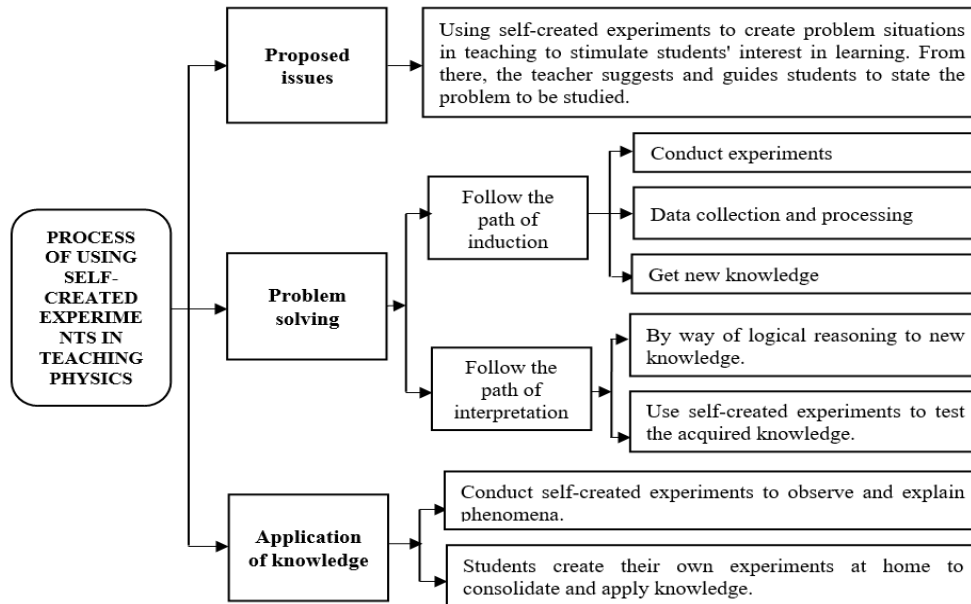 PROCESS
OF USING
SELF-
CREATED
EXPERIME
NTS IN
TEACHING
PHYSICS
Proposed
issues
Using self-created experiments to create problem situations
in teaching to stimulate students' interest in learning. From
there, the teacher suggests and guides students to state the
problem to be studied.
Problem
solving
Follow the
path of
induction
Conduct experiments
Data collection and processing
Get new knowledge
Follow the
path of
interpretation
By way of logical reasoning to new
knowledge.
Use self-created experiments to test
the acquired knowledge.
Application
of knowledge
Conduct self-created experiments to observe and explain
phenomena.
Students create their own experiments at home to
consolidate and apply knowledge.